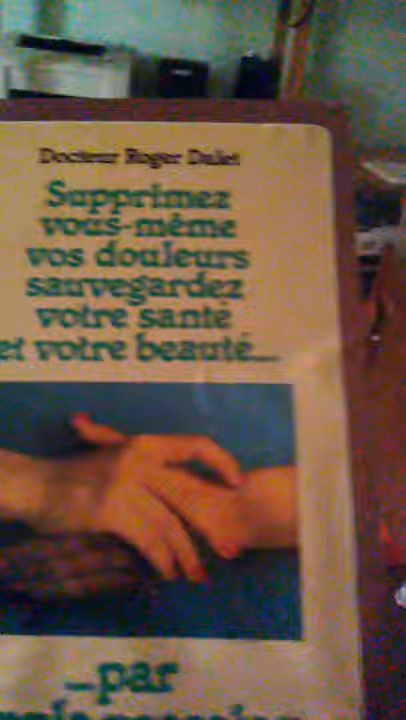 Docteur Roger Dalet
Supprimez
vous-même
vos douleurs
sauvegardez
votre santé
et votre beauté...
...par